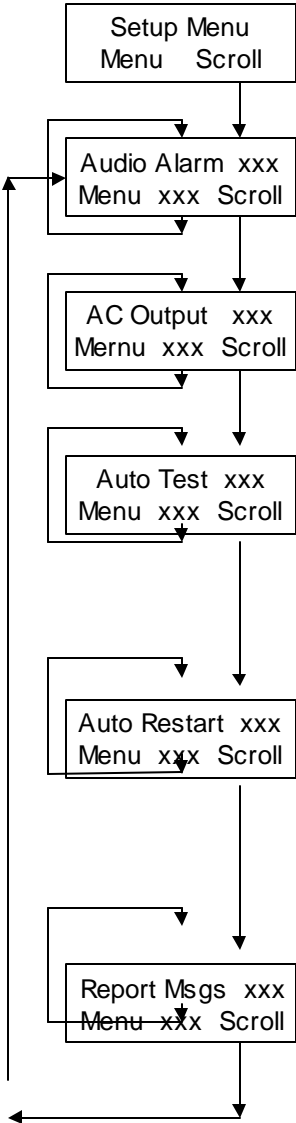 Setup Menu
Menu Scroll
Audio Alarm xxx
Menu xxx Scroll
AC Output xxx
Mernu xxx Scroll
Auto Test xxx
Menu xxx Scroll
Auto Restart xxx
Menu xxx Scroll
Report Msgs xxx
Menu xxx Scroll